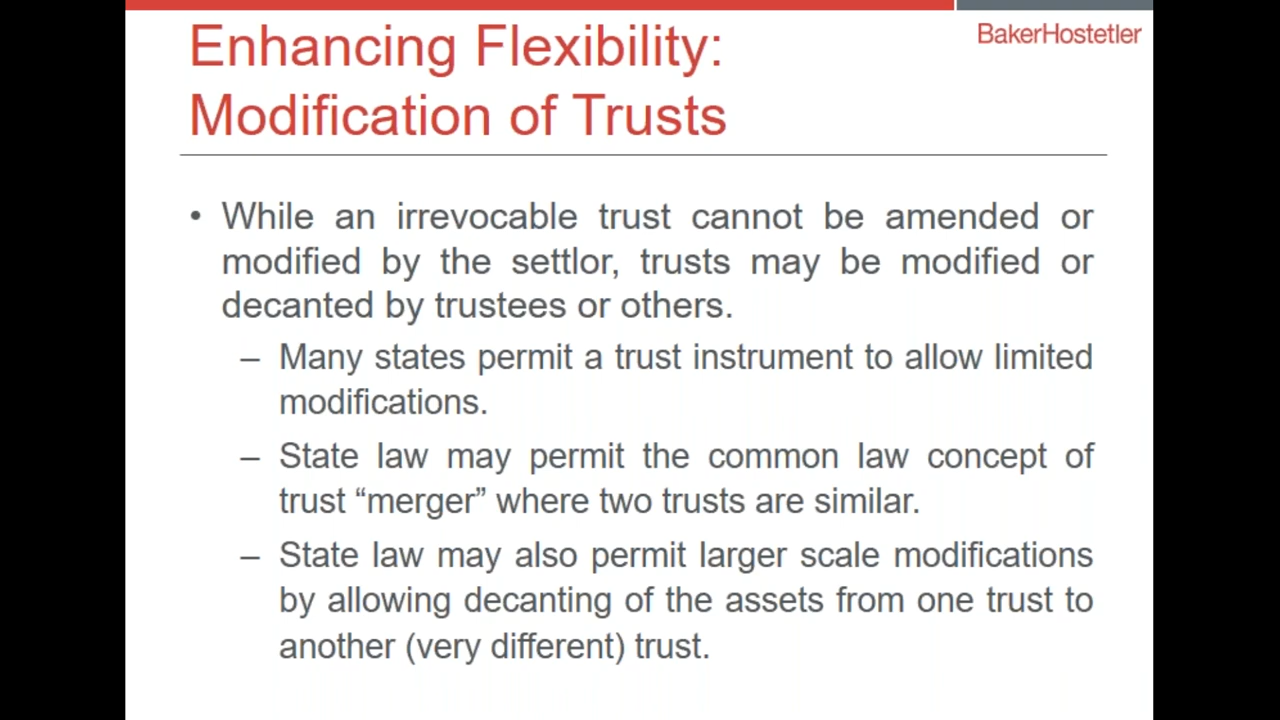 BakerHostetler
Enhancing Flexibility:
Modification of Trusts
• While an irrevocable trust cannot be amended or
modified by the settlor, trusts may be modified or
decanted by trustees or others.
– Many states permit a trust instrument to allow limited
modifications.
– State law may permit the common law concept of
trust “merger” where two trusts are similar.
– State law may also permit larger scale modifications
by allowing decanting of the assets from one trust to
another (very different) trust.